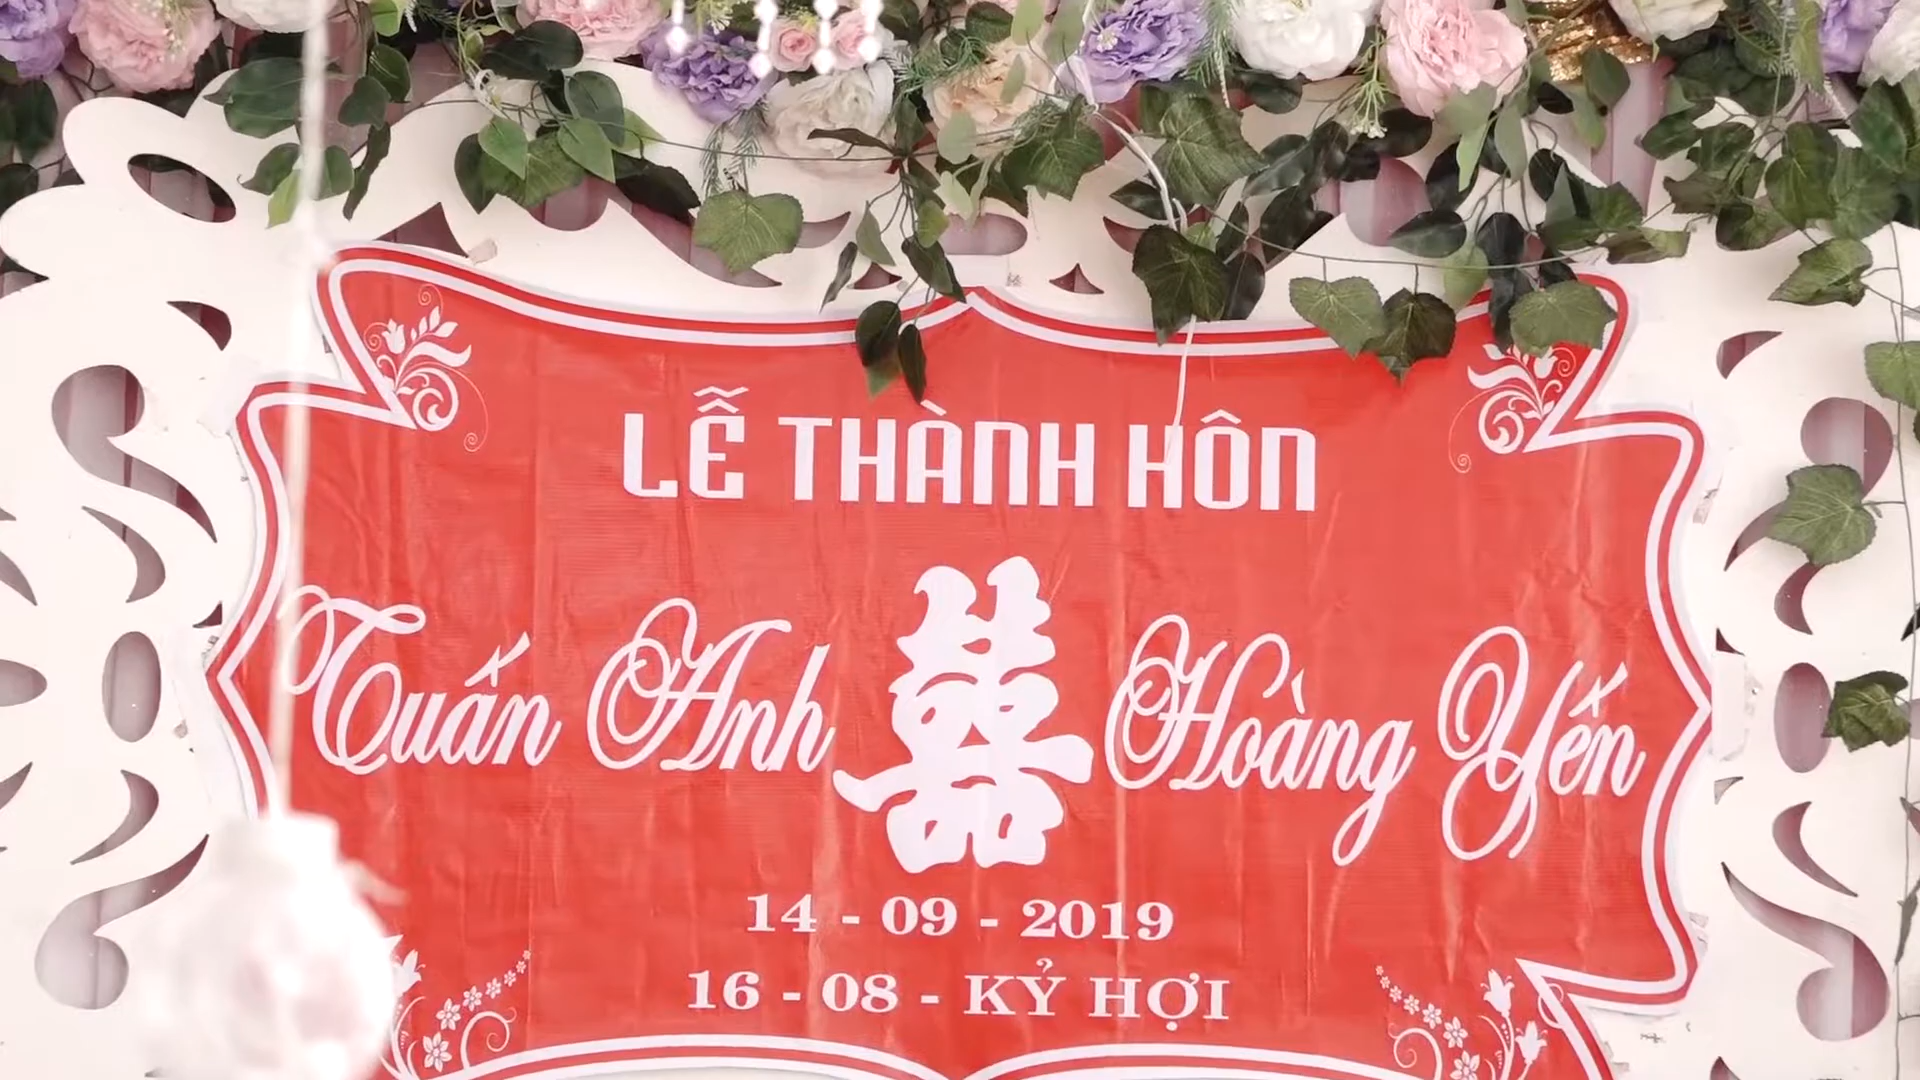 LỄ THÀNH HÔN
Tuấn Anh 囍 Hoàng Yến
14 - 09 - 2019
16 - 08 - KỶ HỢI